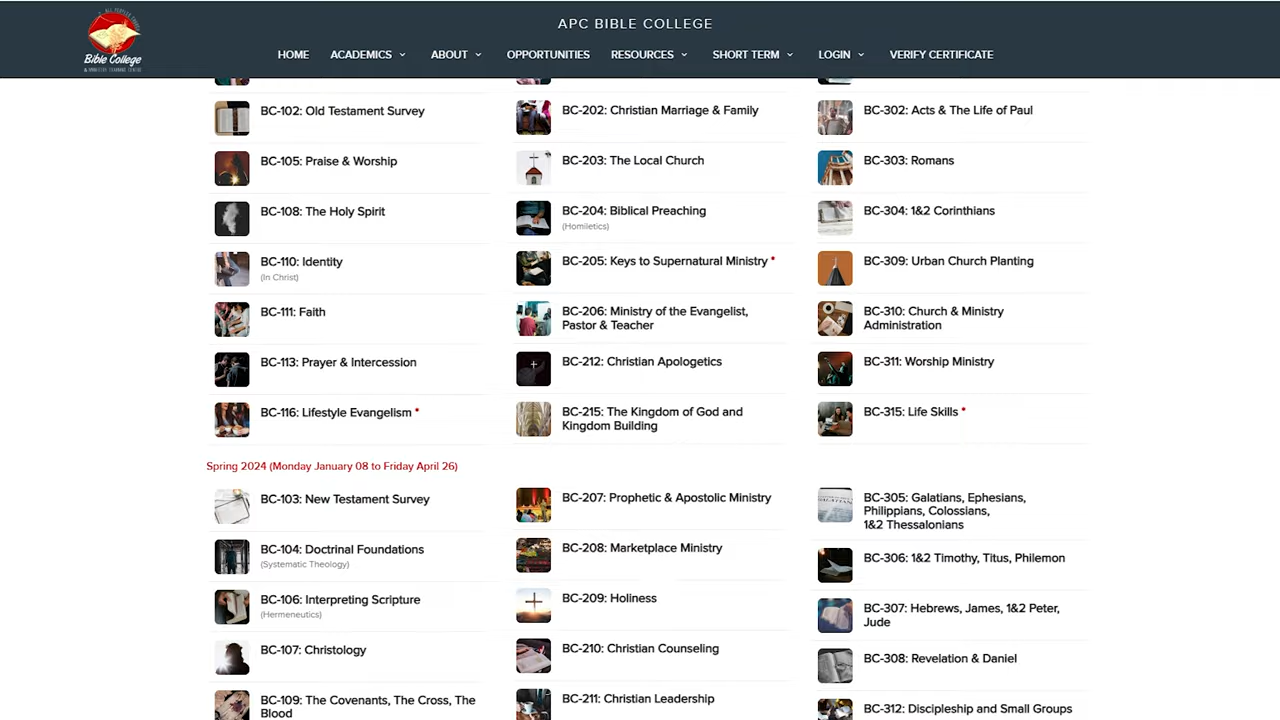 APC BIBLE COLLEGE
Bible College
HOME
ACADEMICS
ABOUT
OPPORTUNITIES
RESOURCES
SHORT TERM
LOGIN
VERIFY CERTIFICATE
BC-102: Old Testament Survey
BC-105: Praise & Worship
BC-108: The Holy Spirit
BC-110: Identity
(In Christ)
BC-111: Faith
BC-113: Prayer & Intercession
BC-116: Lifestyle Evangelism *
BC-202: Christian Marriage & Family
BC-203: The Local Church
BC-204: Biblical Preaching
(Homiletics)
BC-205: Keys to Supernatural Ministry *
BC-206: Ministry of the Evangelist,
Pastor & Teacher
BC-212: Christian Apologetics
BC-215: The Kingdom of God and
Kingdom Building
BC-302: Acts & The Life of Paul
BC-303: Romans
BC-304: 1&2 Corinthians
BC-309: Urban Church Planting
BC-310: Church & Ministry
Administration
BC-311: Worship Ministry
BC-315: Life Skills *
Spring 2024 (Monday January 08 to Friday April 26)
BC-103: New Testament Survey
BC-104: Doctrinal Foundations
(Systematic Theology)
BC-106: Interpreting Scripture
(Hermeneutics)
BC-107: Christology
BC-109: The Covenants, The Cross, The
Blood
BC-207: Prophetic & Apostolic Ministry
BC-208: Marketplace Ministry
BC-209: Holiness
BC-210: Christian Counseling
BC-211: Christian Leadership
BC-305: Galatians, Ephesians,
Philippians, Colossians,
1&2 Thessalonians
BC-306: 1&2 Timothy, Titus, Philemon
BC-307: Hebrews, James, 1&2 Peter,
Jude
BC-308: Revelation & Daniel
BC-312: Discipleship and Small Groups